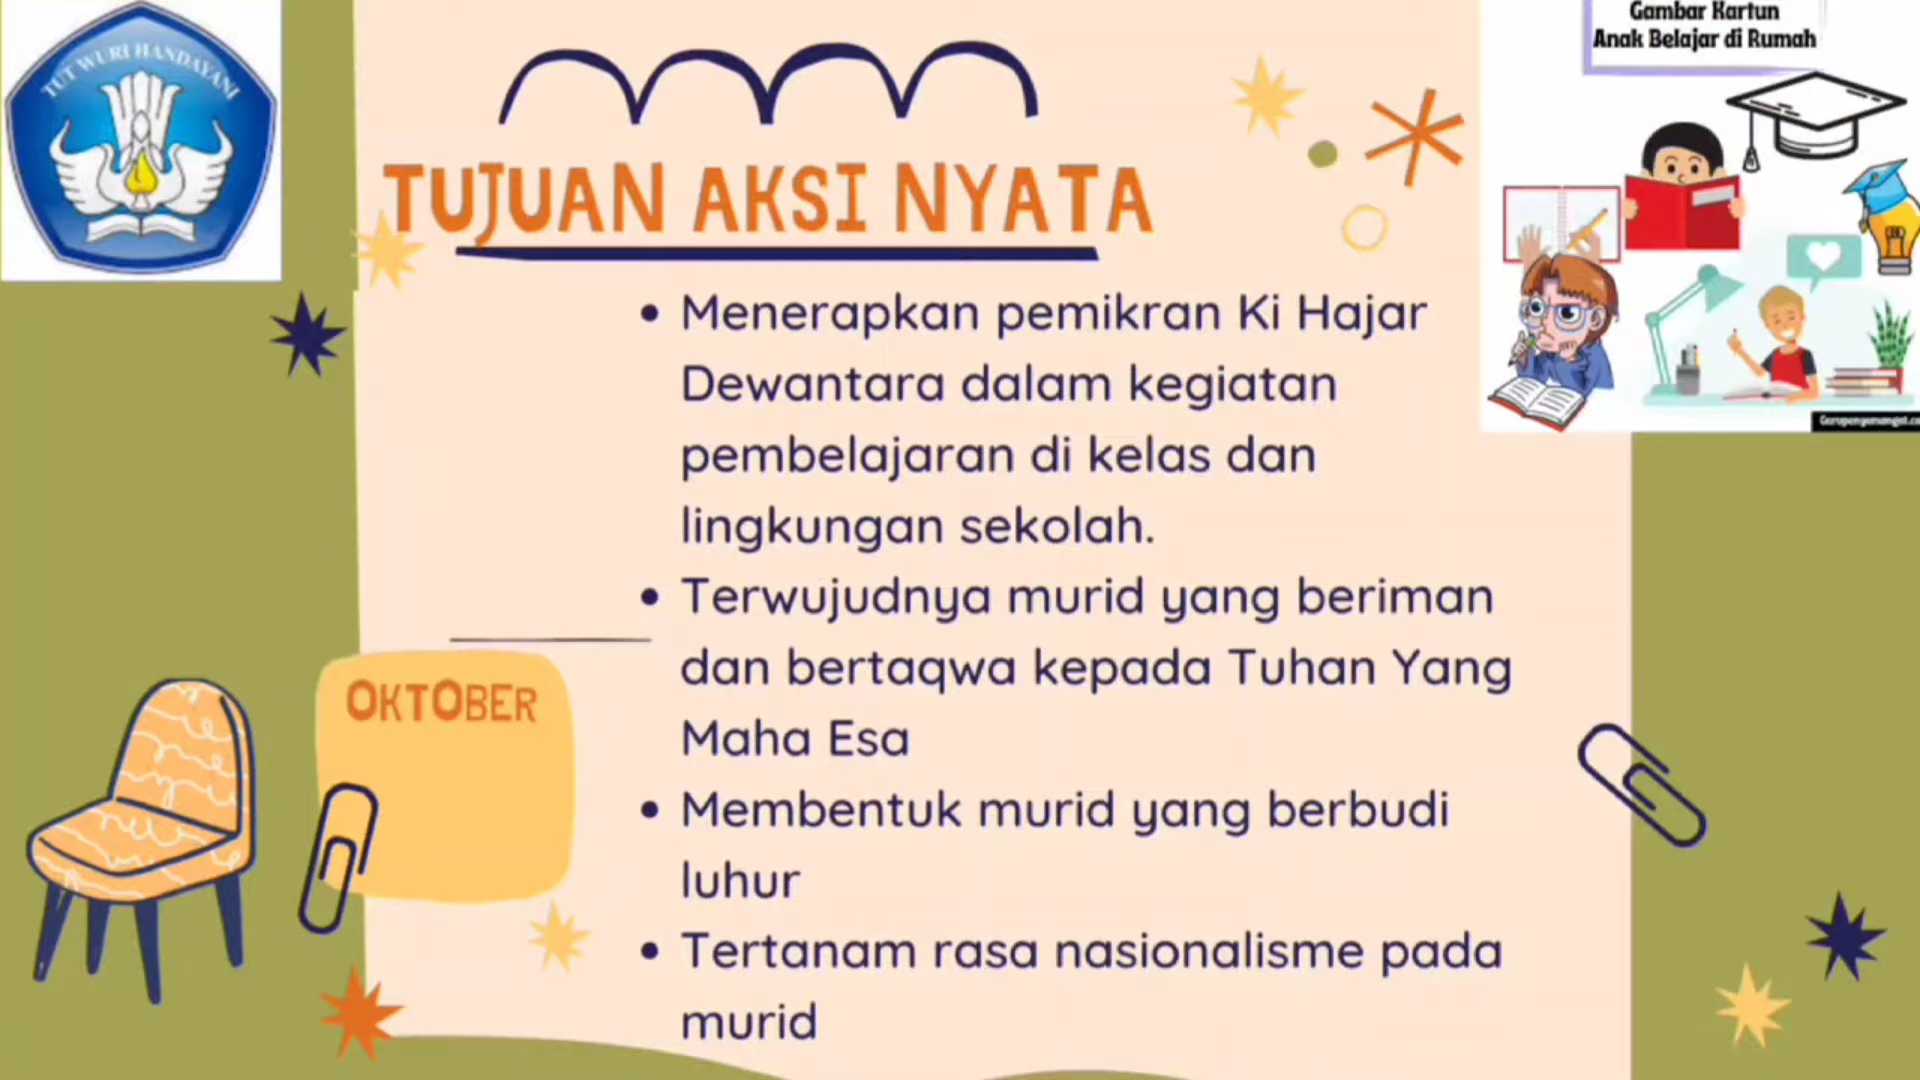 TUT WURI HANDAYANI
Gambar Kartun
Anak Belajar di Rumah
TUJUAN AKSI NYATA
• Menerapkan pemikran Ki Hajar
Dewantara dalam kegiatan
pembelajaran di kelas dan
lingkungan sekolah.
• Terwujudnya murid yang beriman
dan bertaqwa kepada Tuhan Yang
Maha Esa
• Membentuk murid yang berbudi
luhur
• Tertanam rasa nasionalisme pada
murid
OKTOBER